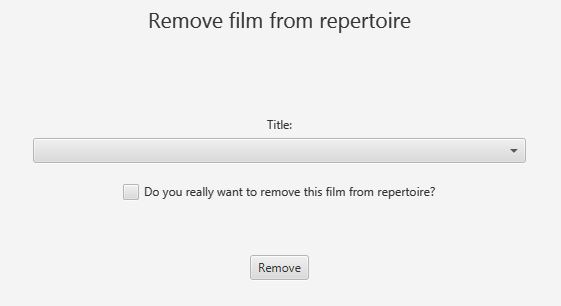 Remove film from repertoire
Title:
Do you really want to remove this film from repertoire?
Remove